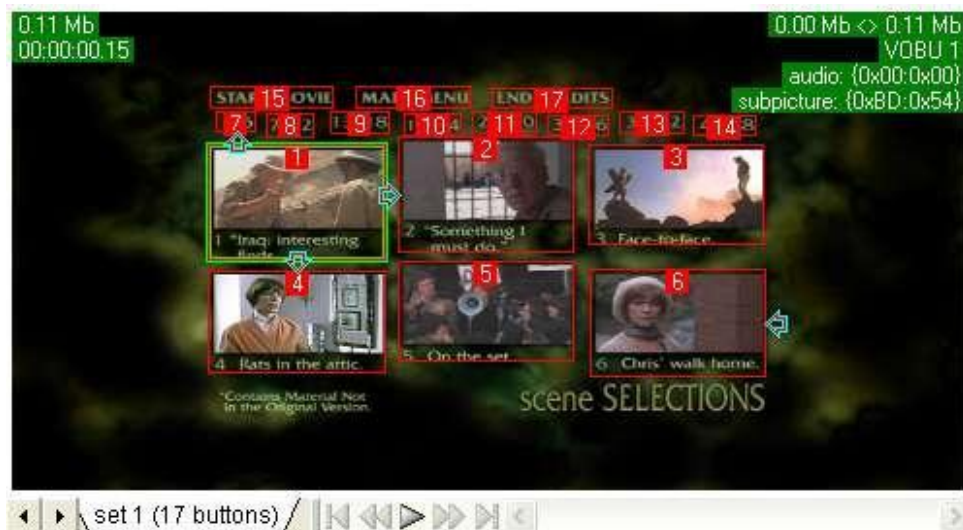 0.11 Mb
00:00:00.15
0.00 Mb <> 0.11 Mb
VOBU 1
audio: {0x00:0x00}
subpicture: {0xBD:0x54}
15 16 17
7 8 9 10 11 12 13 14
1 2 3
1 "Iraq: interesting finds
2 "Something I must do."
3 Face-to-face.
4 5 6
4 Rats in the attic.
5 On the set.
6 Chris' walk home.
*Contains Material Not
In the Original Version.
scene SELECTIONS
set 1 (17 buttons)